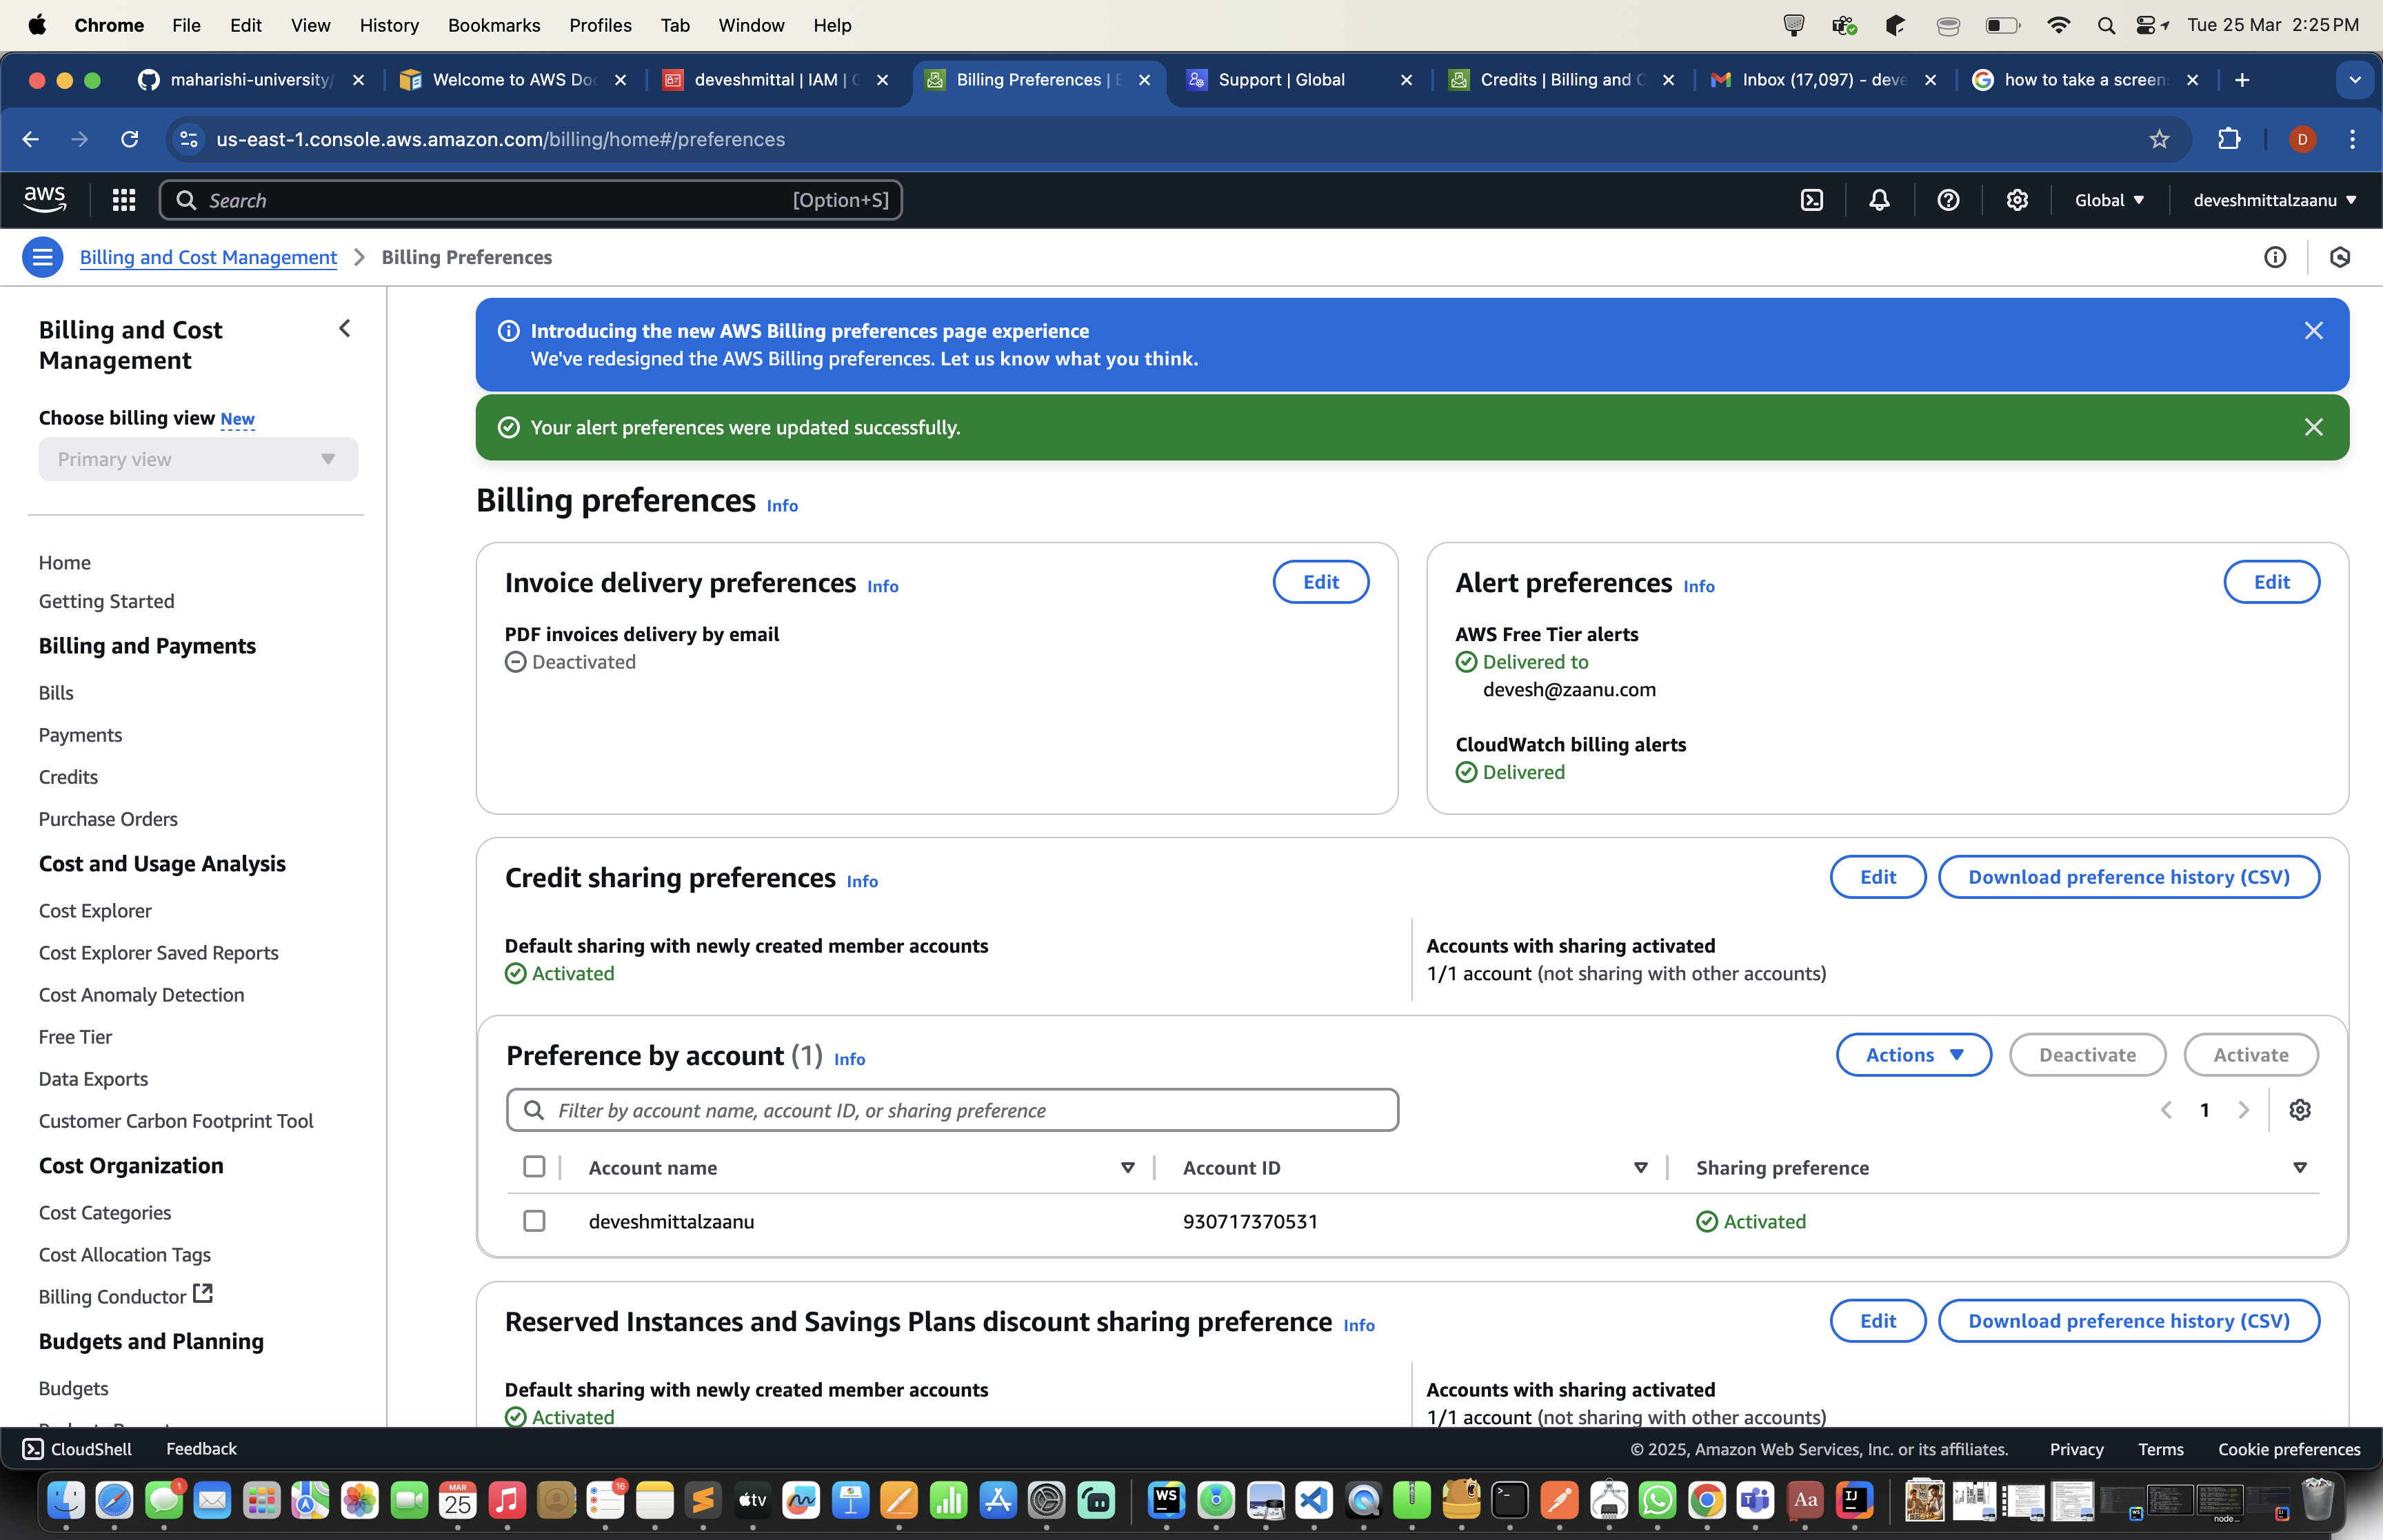 Chrome File Edit View History Bookmarks Profiles Tab Window Help Tue 25 Mar 2:25 PM
maharishi-university/ Welcome to AWS Doc deveshmittal | IAM | Billing Preferences | Support | Global Credits | Billing and C Inbox (17,097) - deve how to take a screen
us-east-1.console.aws.amazon.com/billing/home#/preferences D
aws Search [Option+S] Global deveshmittalzaanu
Billing and Cost Management Billing Preferences
Billing and Cost
Management
Choose billing view New
Primary view
Home
Getting Started
Billing and Payments
Bills
Payments
Credits
Purchase Orders
Cost and Usage Analysis
Cost Explorer
Cost Explorer Saved Reports
Cost Anomaly Detection
Free Tier
Data Exports
Customer Carbon Footprint Tool
Cost Organization
Cost Categories
Cost Allocation Tags
Billing Conductor
Budgets and Planning
Budgets
Introducing the new AWS Billing preferences page experience
We've redesigned the AWS Billing preferences. Let us know what you think.
Your alert preferences were updated successfully.
Billing preferences Info
Invoice delivery preferences Info Edit
PDF invoices delivery by email
Deactivated
Alert preferences Info Edit
AWS Free Tier alerts
Delivered to
devesh@zaanu.com
CloudWatch billing alerts
Delivered
Credit sharing preferences Info Edit Download preference history (CSV)
Default sharing with newly created member accounts
Activated
Accounts with sharing activated
1/1 account (not sharing with other accounts)
Preference by account (1) Info Actions Deactivate Activate
Filter by account name, account ID, or sharing preference 1
Account name Account ID Sharing preference
deveshmittalzaanu 930717370531 Activated
Reserved Instances and Savings Plans discount sharing preference Info Edit Download preference history (CSV)
Default sharing with newly created member accounts
Activated
Accounts with sharing activated
1/1 account (not sharing with other accounts)
CloudShell Feedback © 2025, Amazon Web Services, Inc. or its affiliates. Privacy Terms Cookie preferences
1 MAR 25 16 tv WS Aa IJ